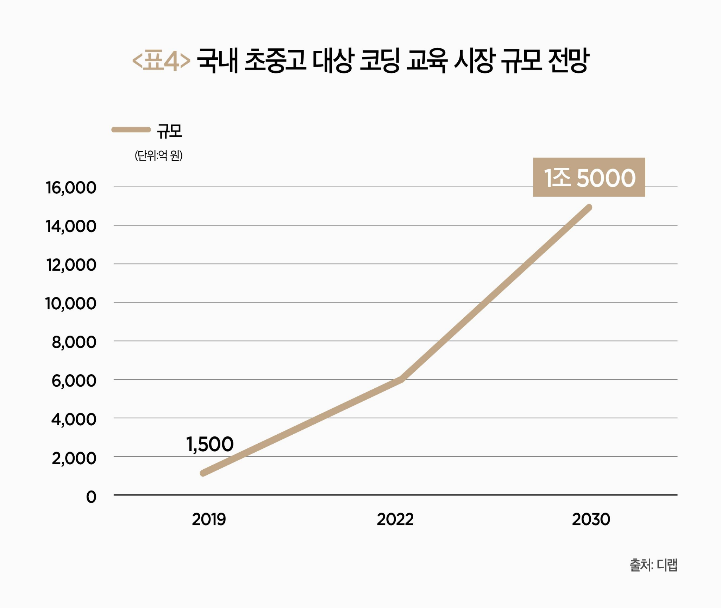 <표4> 국내 초중고 대상 코딩 교육 시장 규모 전망
규모
(단위:억 원)
1조 5000
16,000
14,000
12,000
10,000
8,000
6,000
4,000
1,500
2,000
0
2019 2022 2030
출처: 디랩